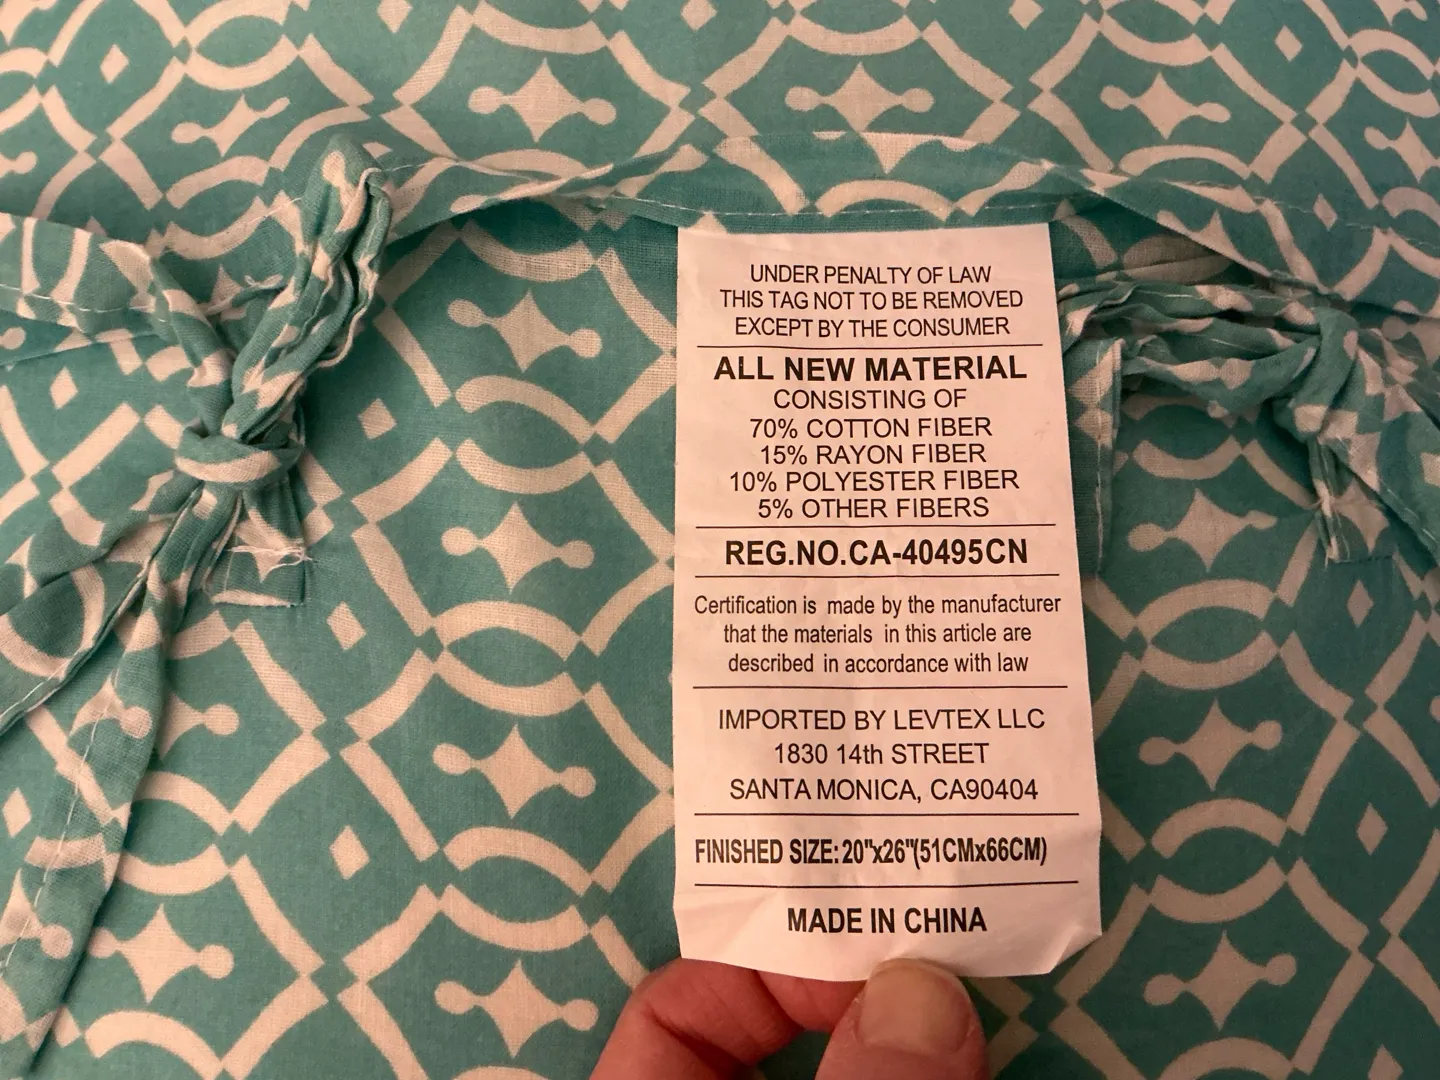 UNDER PENALTY OF LAW
THIS TAG NOT TO BE REMOVED
EXCEPT BY THE CONSUMER
ALL NEW MATERIAL
CONSISTING OF
70% COTTON FIBER
15% RAYON FIBER
10% POLYESTER FIBER
5% OTHER FIBERS
REG.NO.CA-40495CN
Certification is made by the manufacturer
that the materials in this article are
described in accordance with law
IMPORTED BY LEVTEX LLC
1830 14th STREET
SANTA MONICA, CA90404
FINISHED SIZE: 20"x26"(51CMx66CM)
MADE IN CHINA